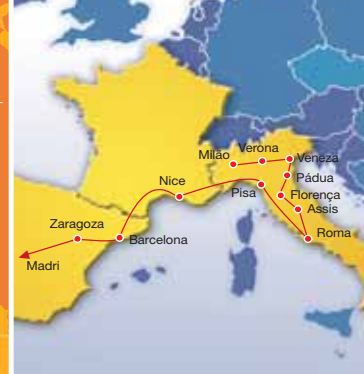 Verona
Milão
Veneza
Pádua
Nice
Pisa
Florença
Assis
Zaragoza
Barcelona
Roma
Madri